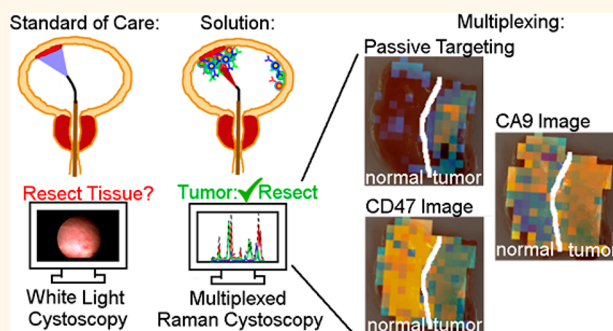 Standard of Care:
Solution:
Multiplexing:
Passive Targeting
normal tumor
CA9 Image
normal tumor
CD47 Image
normal tumor
Resect Tissue?
Tumor: ✓Resect
White Light
Cystoscopy
Multiplexed
Raman Cystoscopy